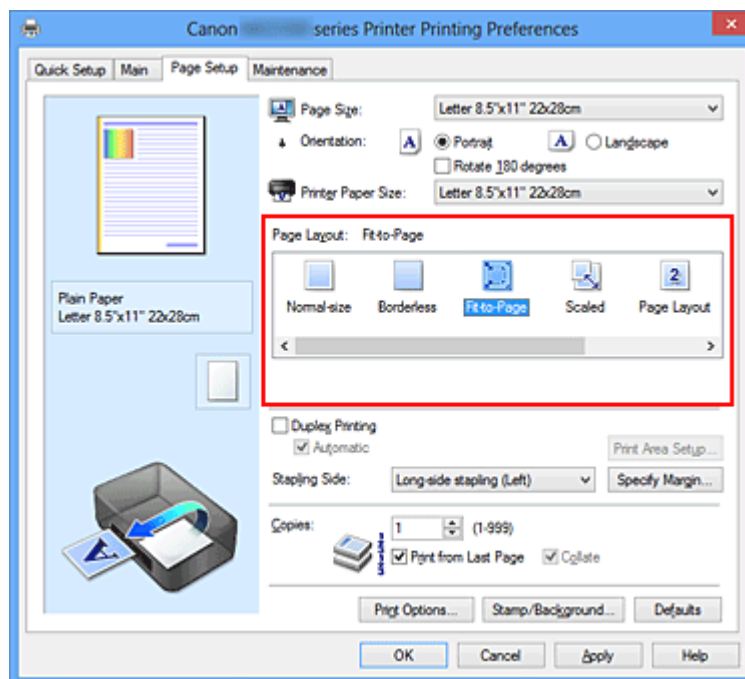 Canon series Printer Printing Preferences
Quick Setup Main Page Setup Maintenance
Page Size: Letter 8.5"x11" 22x28cm
Orientation: A Portrait A Landscape
Rotate 180 degrees
Printer Paper Size: Letter 8.5"x11" 22x28cm
Page Layout: Fit-to-Page
2
Normal-size Borderless Fit-to-Page Scaled Page Layout
Plain Paper
Letter 8.5"x11" 22x28cm
Duplex Printing
Automatic
Print Area Setup...
Stapling Side: Long-side stapling (Left) Specify Margin...
Copies: 1 (1-999)
Print from Last Page Collate
A
Print Options... Stamp/Background... Defaults
OK Cancel Apply Help